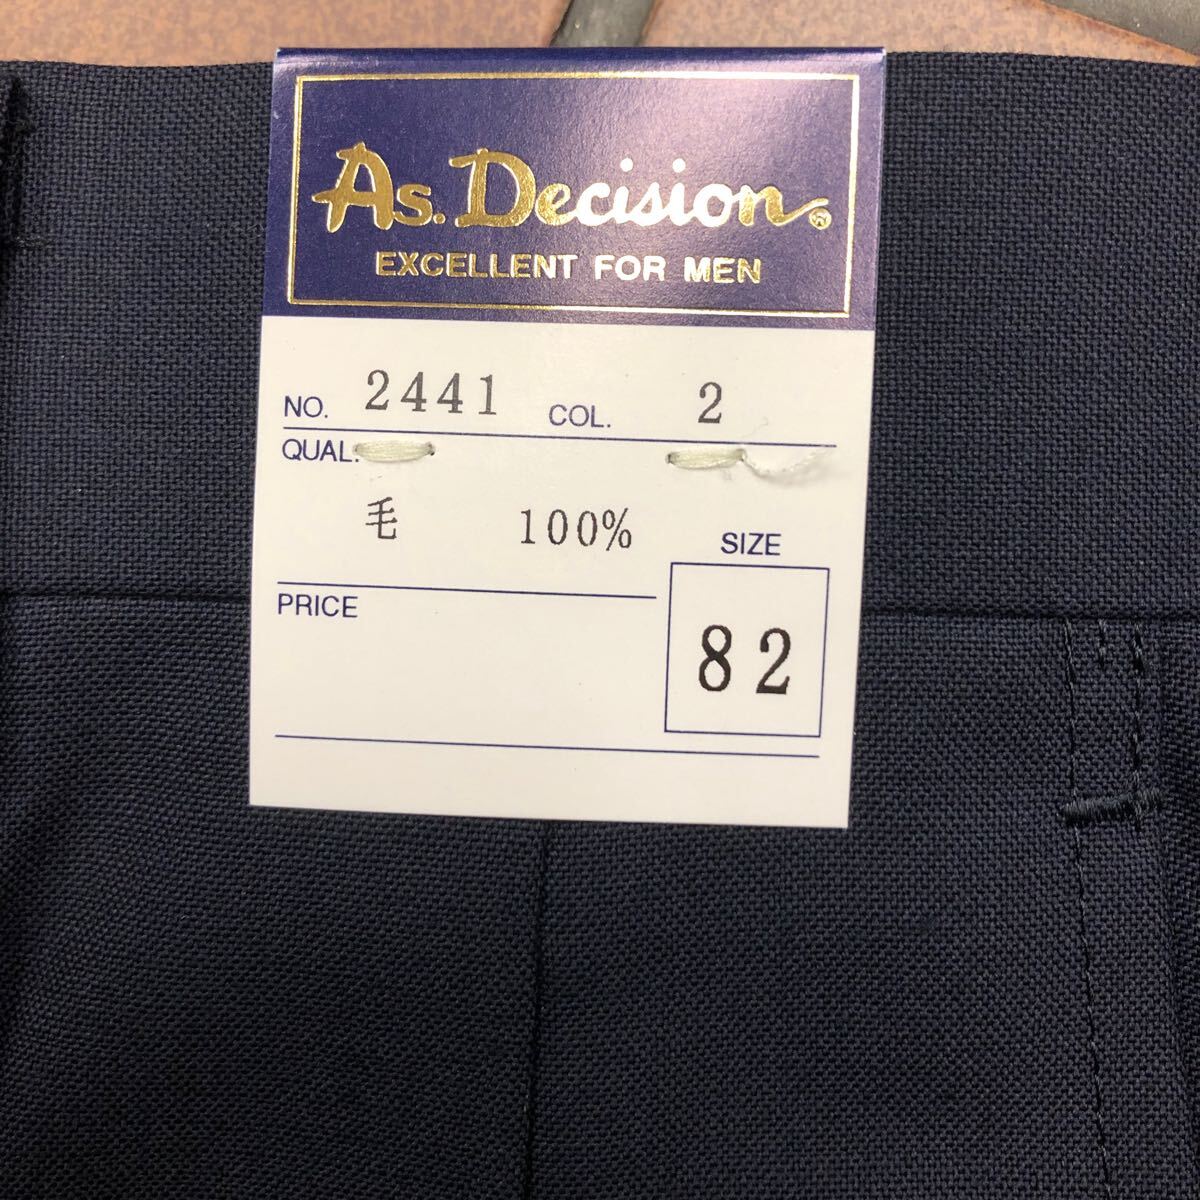 As. Decision®
EXCELLENT FOR MEN
NO. 2441 COL. 2
QUAL.
毛 100%
SIZE
PRICE
82